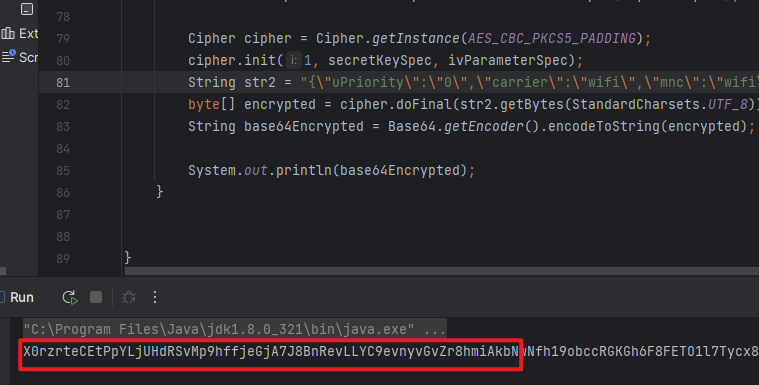 78
Ext
79 Cipher cipher = Cipher.getInstance(AES_CBC_PKCS5_PADDING);
Scr
80 cipher.init( i: 1, secretKeySpec, ivParameterSpec);
81 String str2 = "{\"uPriority\":\"0\",\"carrier\":\"wifi\",\"mnc\":\"wifi\
82 byte[] encrypted = cipher.doFinal(str2.getBytes(StandardCharsets.UTF_8))
83 String base64Encrypted = Base64.getEncoder().encodeToString(encrypted);
84
85 System.out.println(base64Encrypted);
86 }
87
88
89 }
Run
"C:\Program Files\Java\jdk1.8.0_321\bin\java.exe" ...
X0rzrteCEtPpYLjUHdRSvMp9hffjeGjA7J8BnRevLLYC9evnyvGvZr8hmiAkbNwNfh19obccRGKGh6F8FETO1l7Tycx8